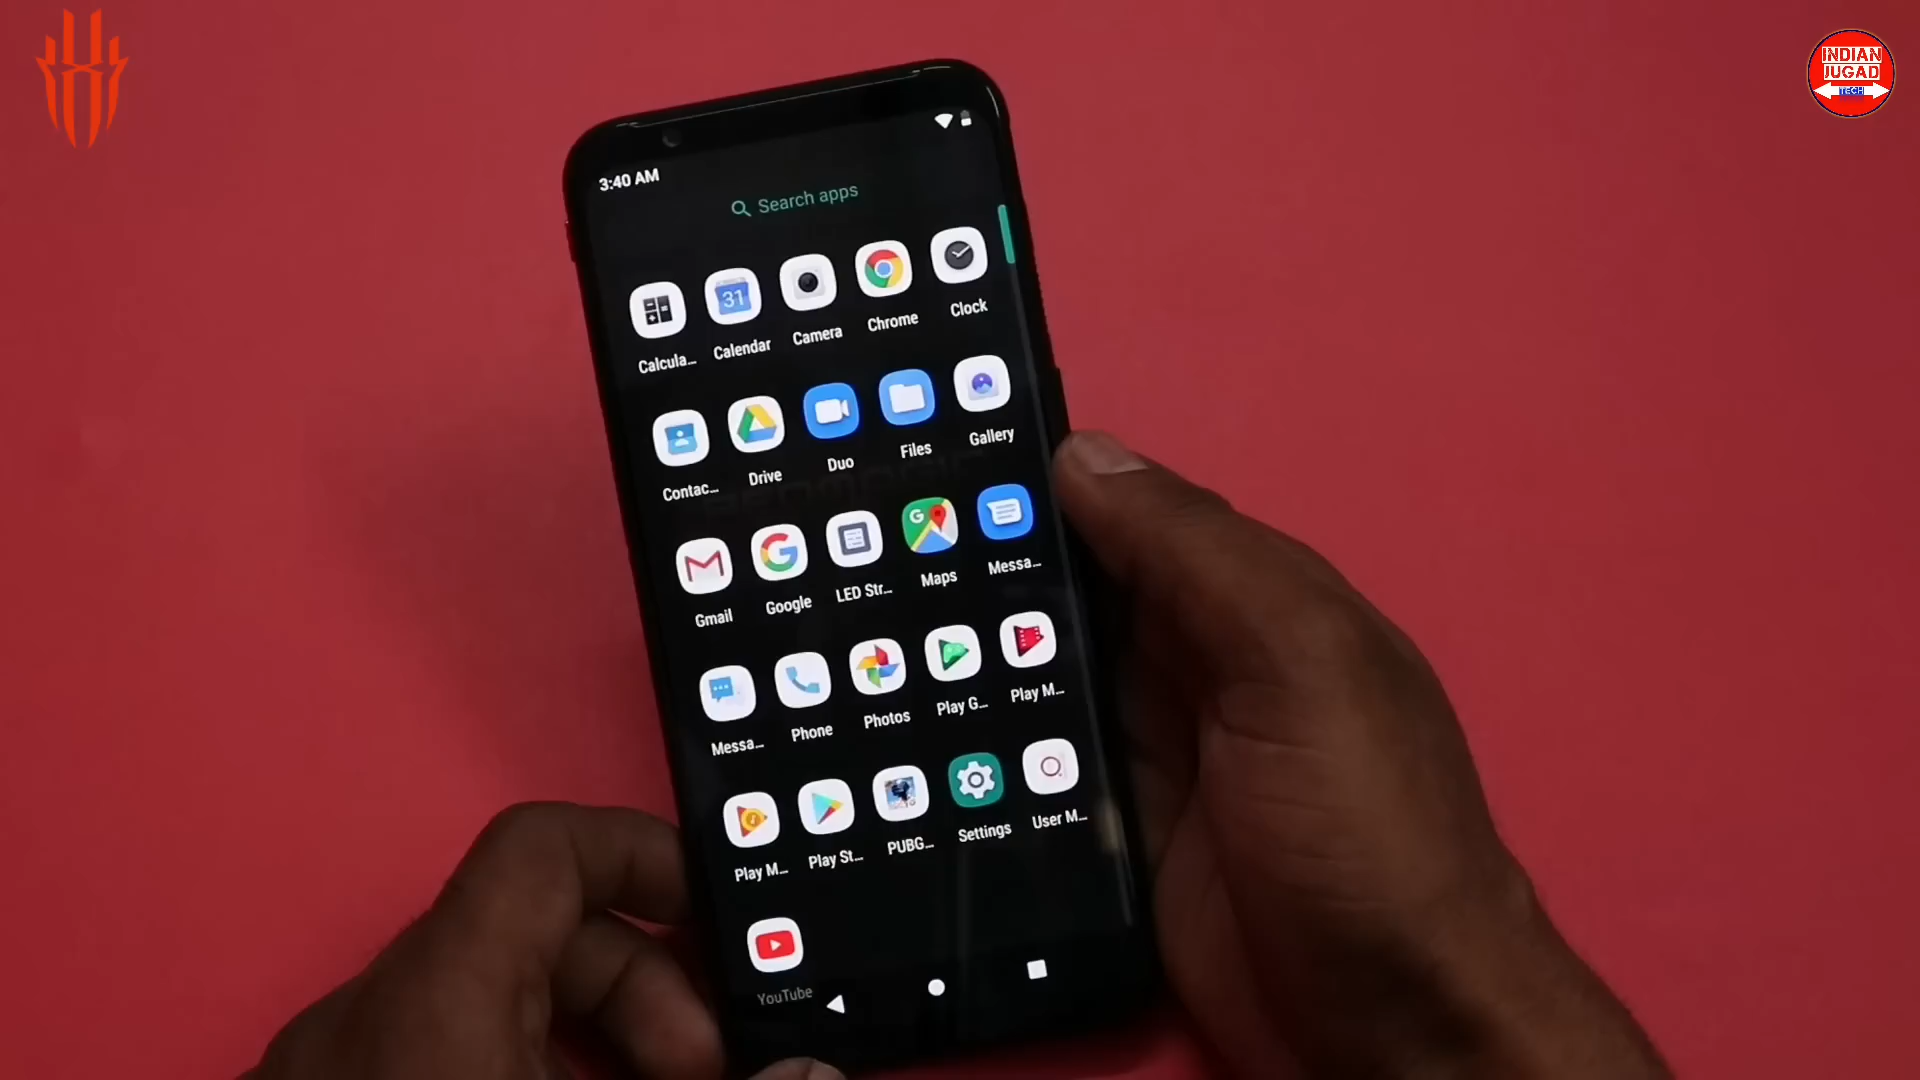 INDIAN
JUGAD
TECH
3:40 AM
Search apps
Calcula...
Calendar
31
Camera
Chrome
Clock
Contac...
Drive
Duo
Files
Gallery
Gmail
Google
LED Str...
Maps
Messa...
Messa...
Phone
Photos
Play G...
Play M...
Play M...
Play St...
PUBG...
Settings
User M...
YouTube